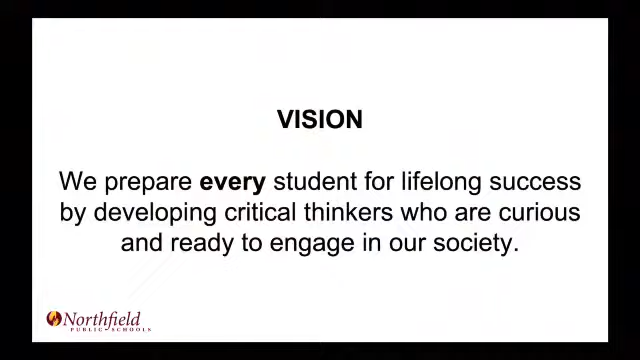 VISION
We prepare every student for lifelong success
by developing critical thinkers who are curious
and ready to engage in our society.
Northfield
PUBLIC SCHOOLS